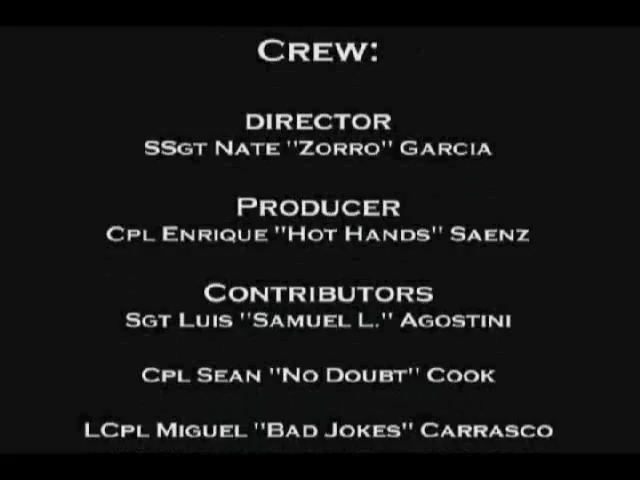 Crew:
DIRECTOR
SSgt Nate "Zorro" Garcia
Producer
Cpl Enrique "Hot Hands" Saenz
Contributors
Sgt Luis "Samuel L." Agostini
Cpl Sean "No Doubt" Cook
LCpl Miguel "Bad Jokes" Carrasco